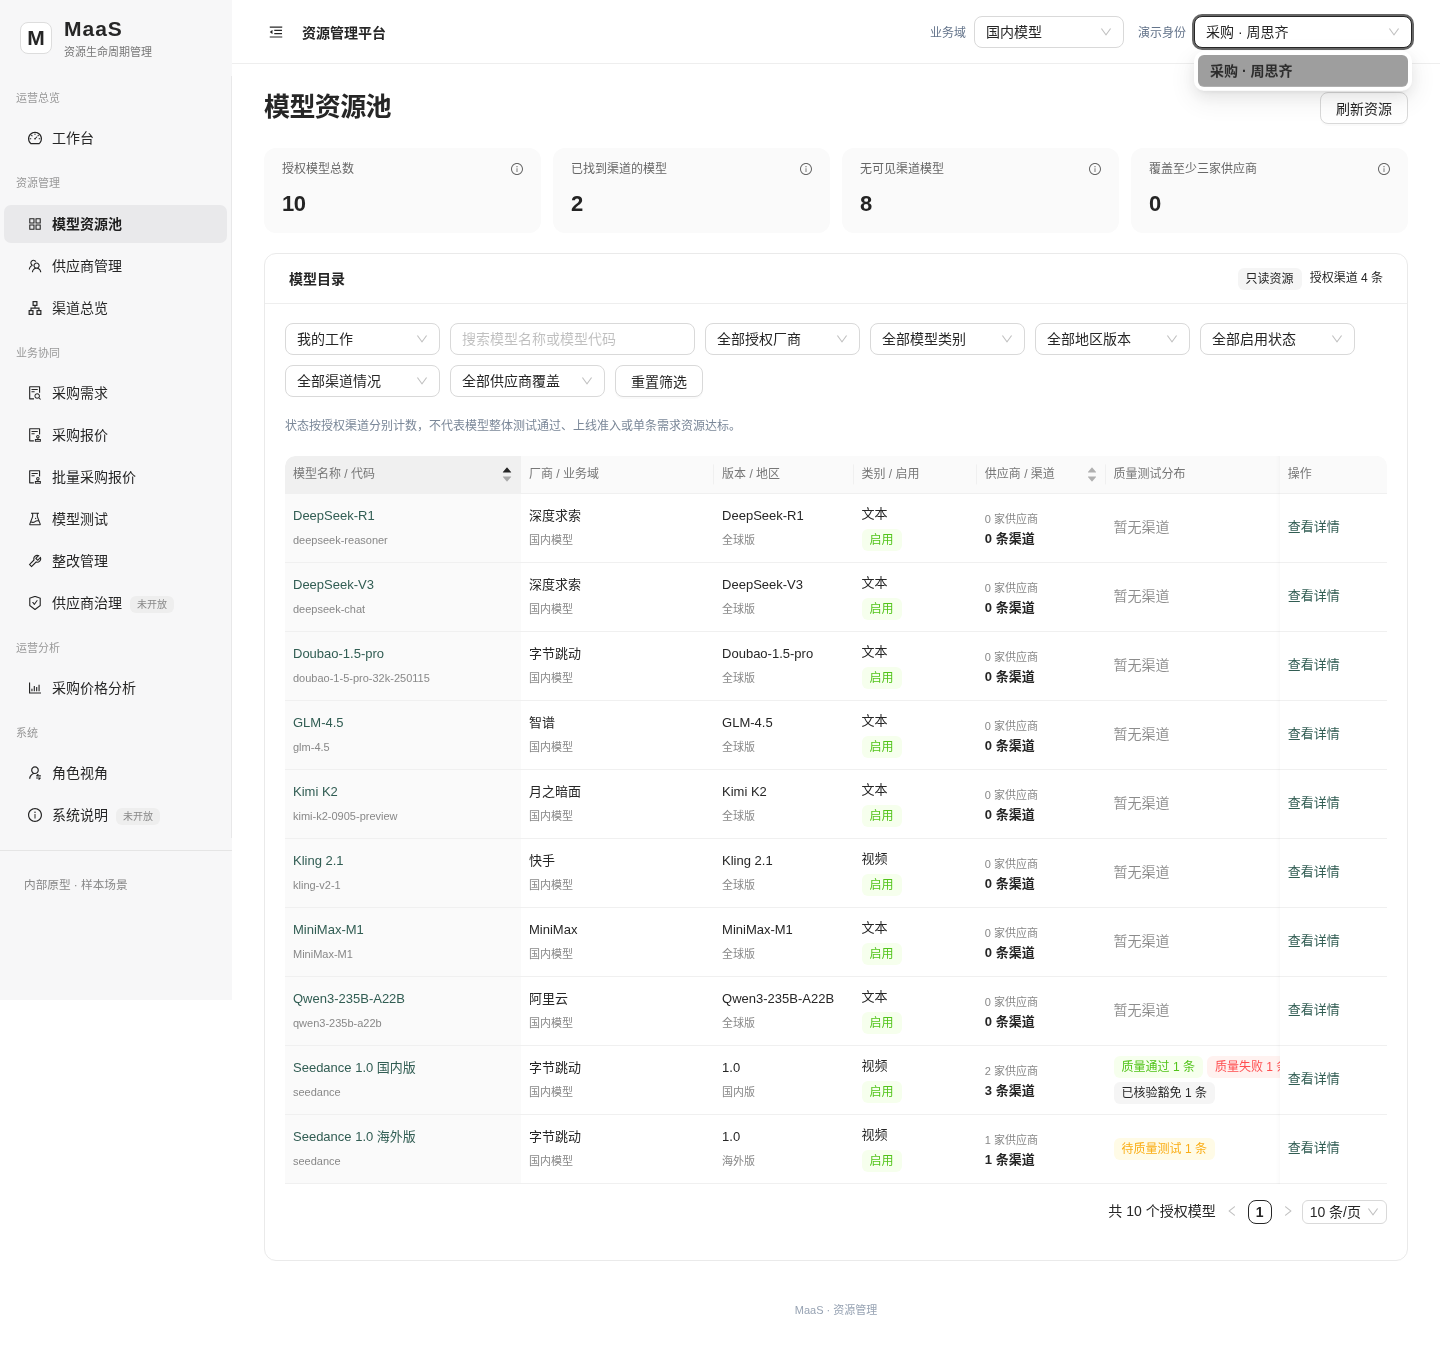 M
MaaS
资源生命周期管理
资源管理平台
业务域
国内模型
演示身份
采购 · 周思齐
采购 · 周思齐
运营总览
工作台
资源管理
模型资源池
供应商管理
渠道总览
业务协同
采购需求
采购报价
批量采购报价
模型测试
整改管理
供应商治理 未开放
运营分析
采购价格分析
系统
角色视角
系统说明 未开放
内部原型 · 样本场景
模型资源池
刷新资源
授权模型总数
10
已找到渠道的模型
2
无可见渠道模型
8
覆盖至少三家供应商
0
模型目录
只读资源 授权渠道 4 条
我的工作 搜索模型名称或模型代码 全部授权厂商 全部模型类别 全部地区版本 全部启用状态
全部渠道情况 全部供应商覆盖 重置筛选
状态按授权渠道分别计数，不代表模型整体测试通过、上线准入或单条需求资源达标。
模型名称 / 代码 厂商 / 业务域 版本 / 地区 类别 / 启用 供应商 / 渠道 质量测试分布 操作
DeepSeek-R1 深度求索 DeepSeek-R1 文本 0 家供应商 暂无渠道 查看详情
deepseek-reasoner 国内模型 全球版 启用 0 条渠道
DeepSeek-V3 深度求索 DeepSeek-V3 文本 0 家供应商 暂无渠道 查看详情
deepseek-chat 国内模型 全球版 启用 0 条渠道
Doubao-1.5-pro 字节跳动 Doubao-1.5-pro 文本 0 家供应商 暂无渠道 查看详情
doubao-1-5-pro-32k-250115 国内模型 全球版 启用 0 条渠道
GLM-4.5 智谱 GLM-4.5 文本 0 家供应商 暂无渠道 查看详情
glm-4.5 国内模型 全球版 启用 0 条渠道
Kimi K2 月之暗面 Kimi K2 文本 0 家供应商 暂无渠道 查看详情
kimi-k2-0905-preview 国内模型 全球版 启用 0 条渠道
Kling 2.1 快手 Kling 2.1 视频 0 家供应商 暂无渠道 查看详情
kling-v2-1 国内模型 全球版 启用 0 条渠道
MiniMax-M1 MiniMax MiniMax-M1 文本 0 家供应商 暂无渠道 查看详情
MiniMax-M1 国内模型 全球版 启用 0 条渠道
Qwen3-235B-A22B 阿里云 Qwen3-235B-A22B 文本 0 家供应商 暂无渠道 查看详情
qwen3-235b-a22b 国内模型 全球版 启用 0 条渠道
Seedance 1.0 国内版 字节跳动 1.0 视频 2 家供应商 质量通过 1 条 质量失败 1 查看详情
seedance 国内模型 国内版 启用 3 条渠道 已核验豁免 1 条
Seedance 1.0 海外版 字节跳动 1.0 视频 1 家供应商 待质量测试 1 条 查看详情
seedance 国内模型 海外版 启用 1 条渠道
共 10 个授权模型 1 10 条/页
MaaS · 资源管理